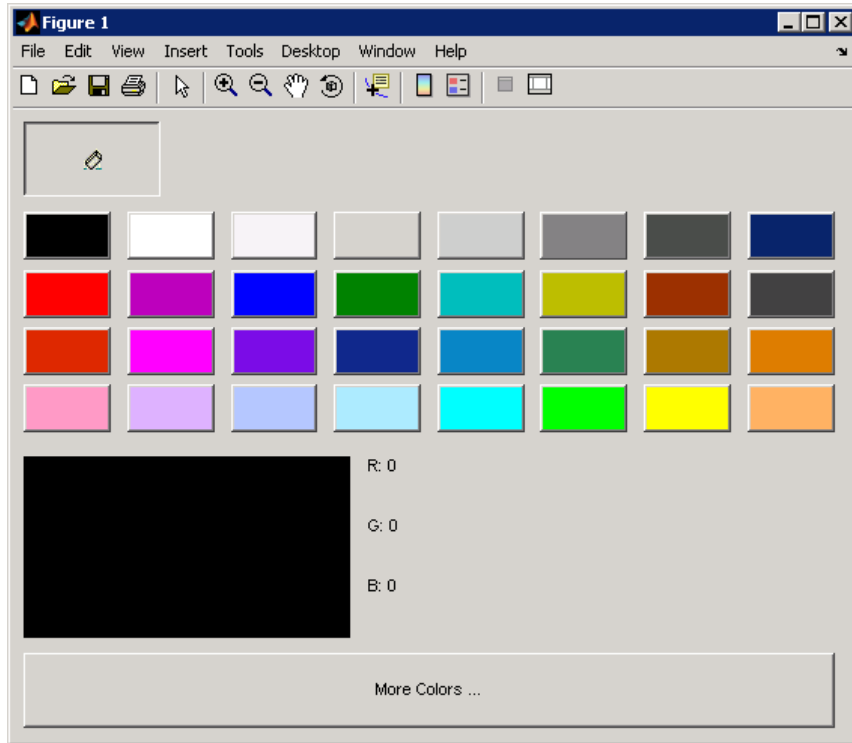 Figure 1
File Edit View Insert Tools Desktop Window Help
R: 0
G: 0
B: 0
More Colors ...